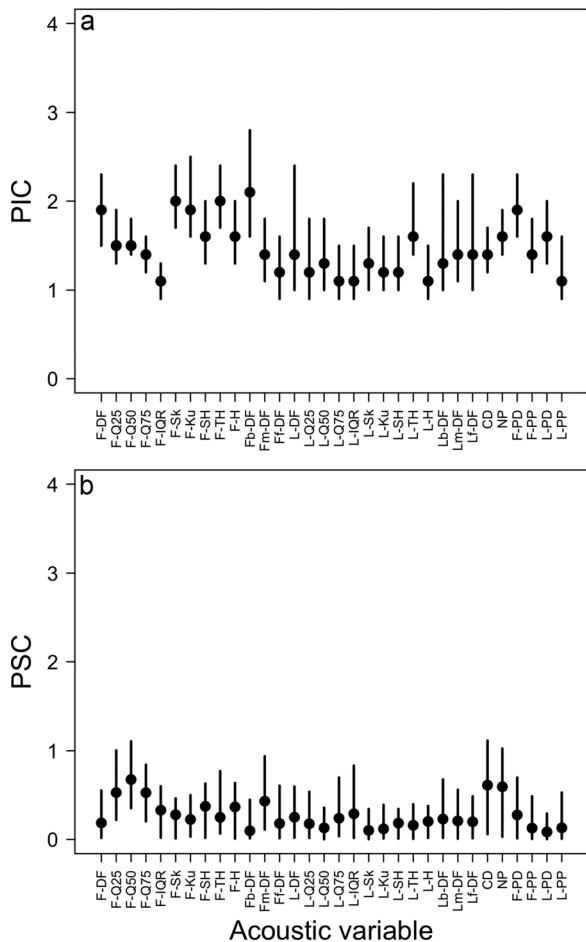 a
4
3
2
1
0
PIC
F-DF
F-Q25
F-Q50
F-Q75
F-IQR
F-Sk
F-Ku
F-SH
F-TH
F-H
Fb-DF
Fm-DF
Ff-DF
L-DF
L-Q25
L-Q50
L-Q75
L-IQR
L-Sk
L-Ku
L-SH
L-TH
L-H
Lb-DF
Lm-DF
Lf-DF
CD
NP
F-PD
F-PP
L-PD
L-PP
b
4
3
2
1
0
PSC
F-DF
F-Q25
F-Q50
F-Q75
F-IQR
F-Sk
F-Ku
F-SH
F-TH
F-H
Fb-DF
Fm-DF
Ff-DF
L-DF
L-Q25
L-Q50
L-Q75
L-IQR
L-Sk
L-Ku
L-SH
L-TH
L-H
Lb-DF
Lm-DF
Lf-DF
CD
NP
F-PD
F-PP
L-PD
L-PP
Acoustic variable